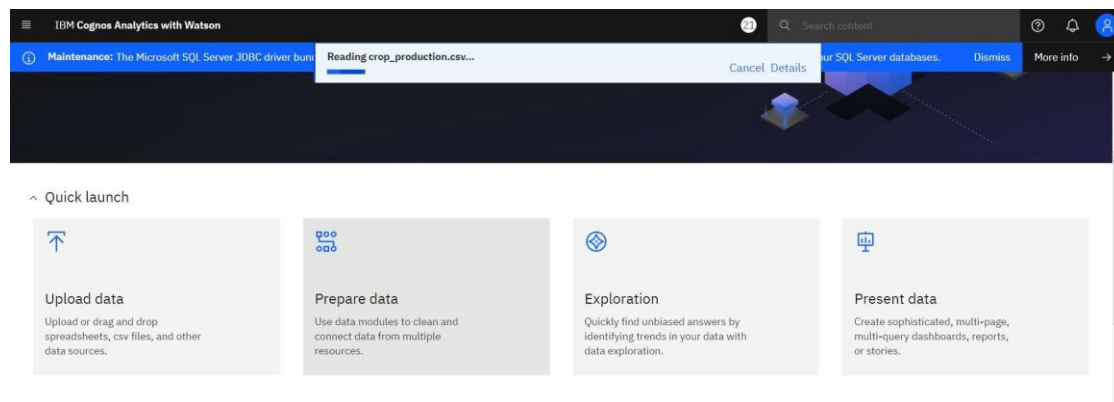 IBM Cognos Analytics with Watson
21
Search content
Maintenance: The Microsoft SQL Server JDBC driver bun
Reading crop_production.csv...
Cancel Details
ur SQL Server databases.
Dismiss
More info
Quick launch
Upload data
Upload or drag and drop
spreadsheets, csv files, and other
data sources.
Prepare data
Use data modules to clean and
connect data from multiple
resources.
Exploration
Quickly find unbiased answers by
identifying trends in your data with
data exploration.
Present data
Create sophisticated, multi-page,
multi-query dashboards, reports,
or stories.